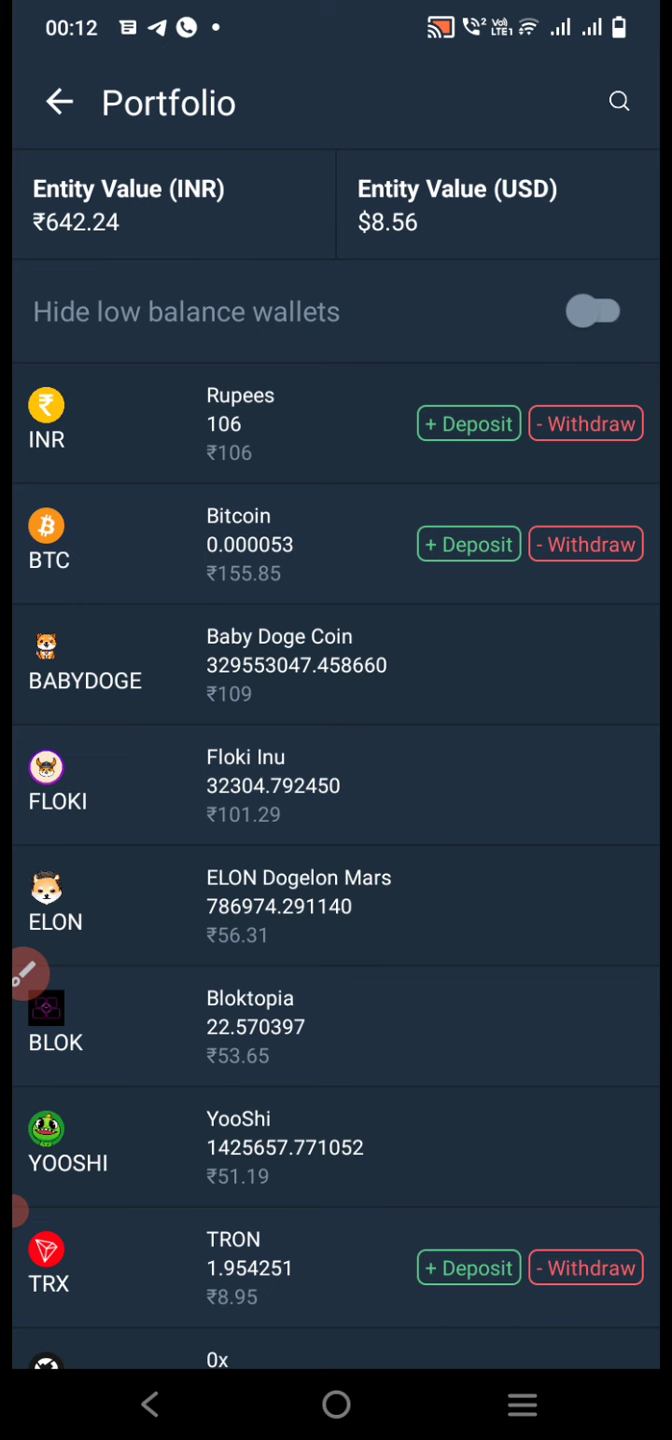 00:12
Portfolio
Entity Value (INR)
₹642.24
Entity Value (USD)
$8.56
Hide low balance wallets
INR
Rupees
106
₹106
+ Deposit
- Withdraw
BTC
Bitcoin
0.000053
₹155.85
+ Deposit
- Withdraw
BABYDOGE
Baby Doge Coin
329553047.458660
₹109
FLOKI
Floki Inu
32304.792450
₹101.29
ELON
ELON Dogelon Mars
786974.291140
₹56.31
BLOK
Bloktopia
22.570397
₹53.65
YOOSHI
YooShi
1425657.771052
₹51.19
TRX
TRON
1.954251
₹8.95
+ Deposit
- Withdraw
0x